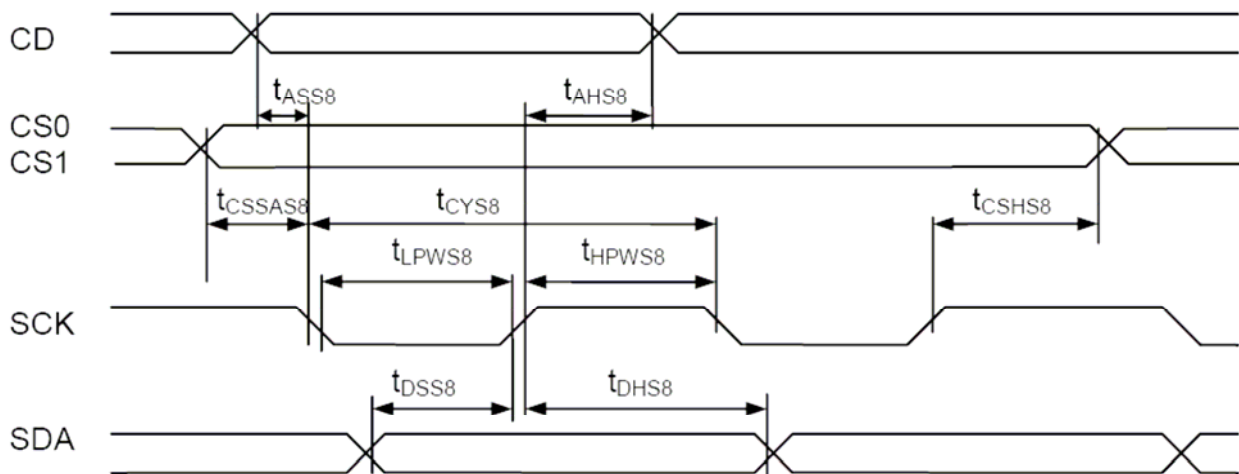 CD
tASS8
tAHS8
CS0
CS1
tCSSAS8
tCYS8
tCSHS8
tLPWS8
tHPWS8
SCK
tDSS8
tDHS8
SDA